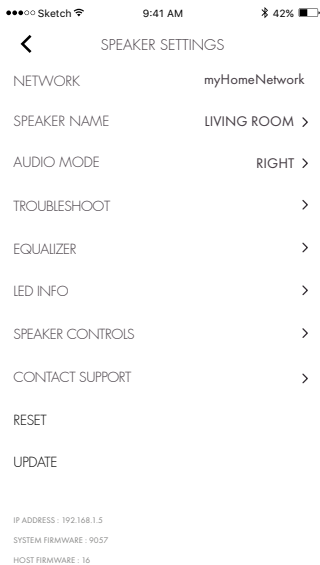 Sketch 9:41 AM 42%
SPEAKER SETTINGS
NETWORK myHomeNetwork
SPEAKER NAME LIVING ROOM >
AUDIO MODE RIGHT >
TROUBLESHOOT >
EQUALIZER >
LED INFO >
SPEAKER CONTROLS >
CONTACT SUPPORT >
RESET
UPDATE
IP ADDRESS : 192.168.1.5
SYSTEM FIRMWARE : 9057
HOST FIRMWARE : 16